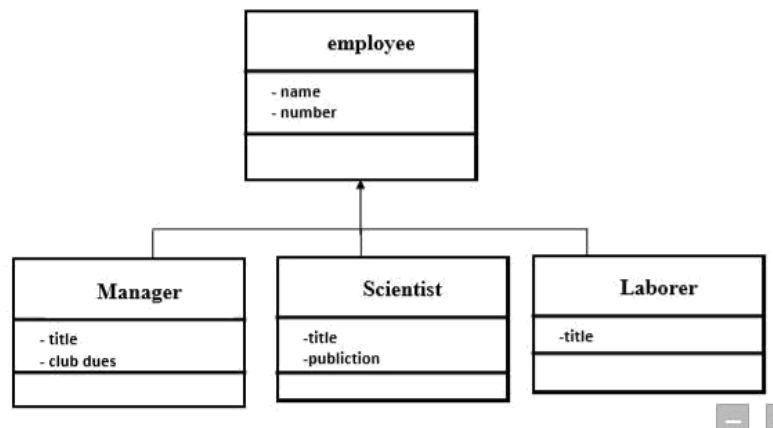 employee
- name
- number
Manager
- title
- club dues
Scientist
-title
-publiction
Laborer
-title